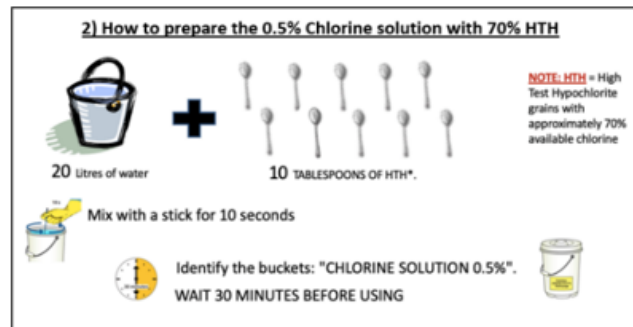 2) How to prepare the 0.5% Chlorine solution with 70% HTH
NOTE: HTH = High
Test Hypochlorite
grains with
approximately 70%
available chlorine
20 Litres of water
10 TABLESPOONS OF HTH*.
Mix with a stick for 10 seconds
Identify the buckets: "CHLORINE SOLUTION 0.5%".
WAIT 30 MINUTES BEFORE USING